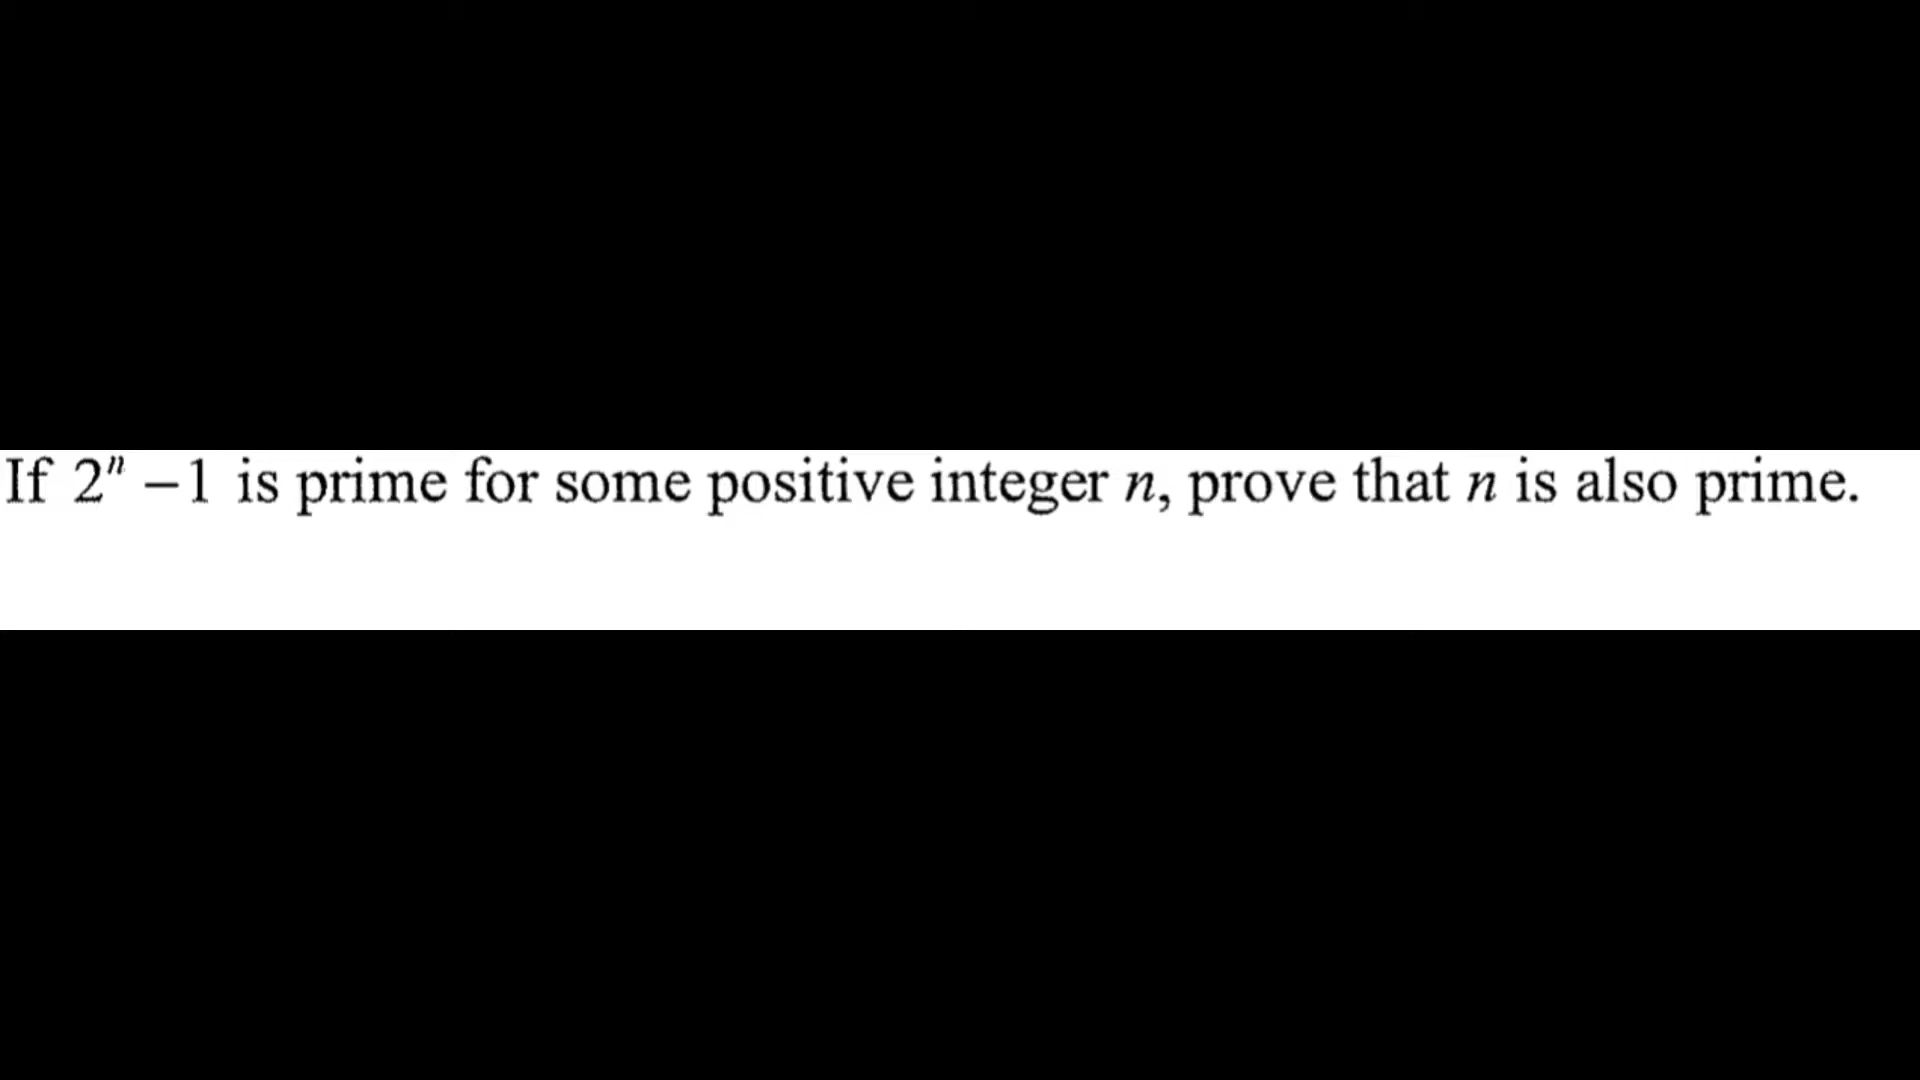 If 2ⁿ −1 is prime for some positive integer n, prove that n is also prime.